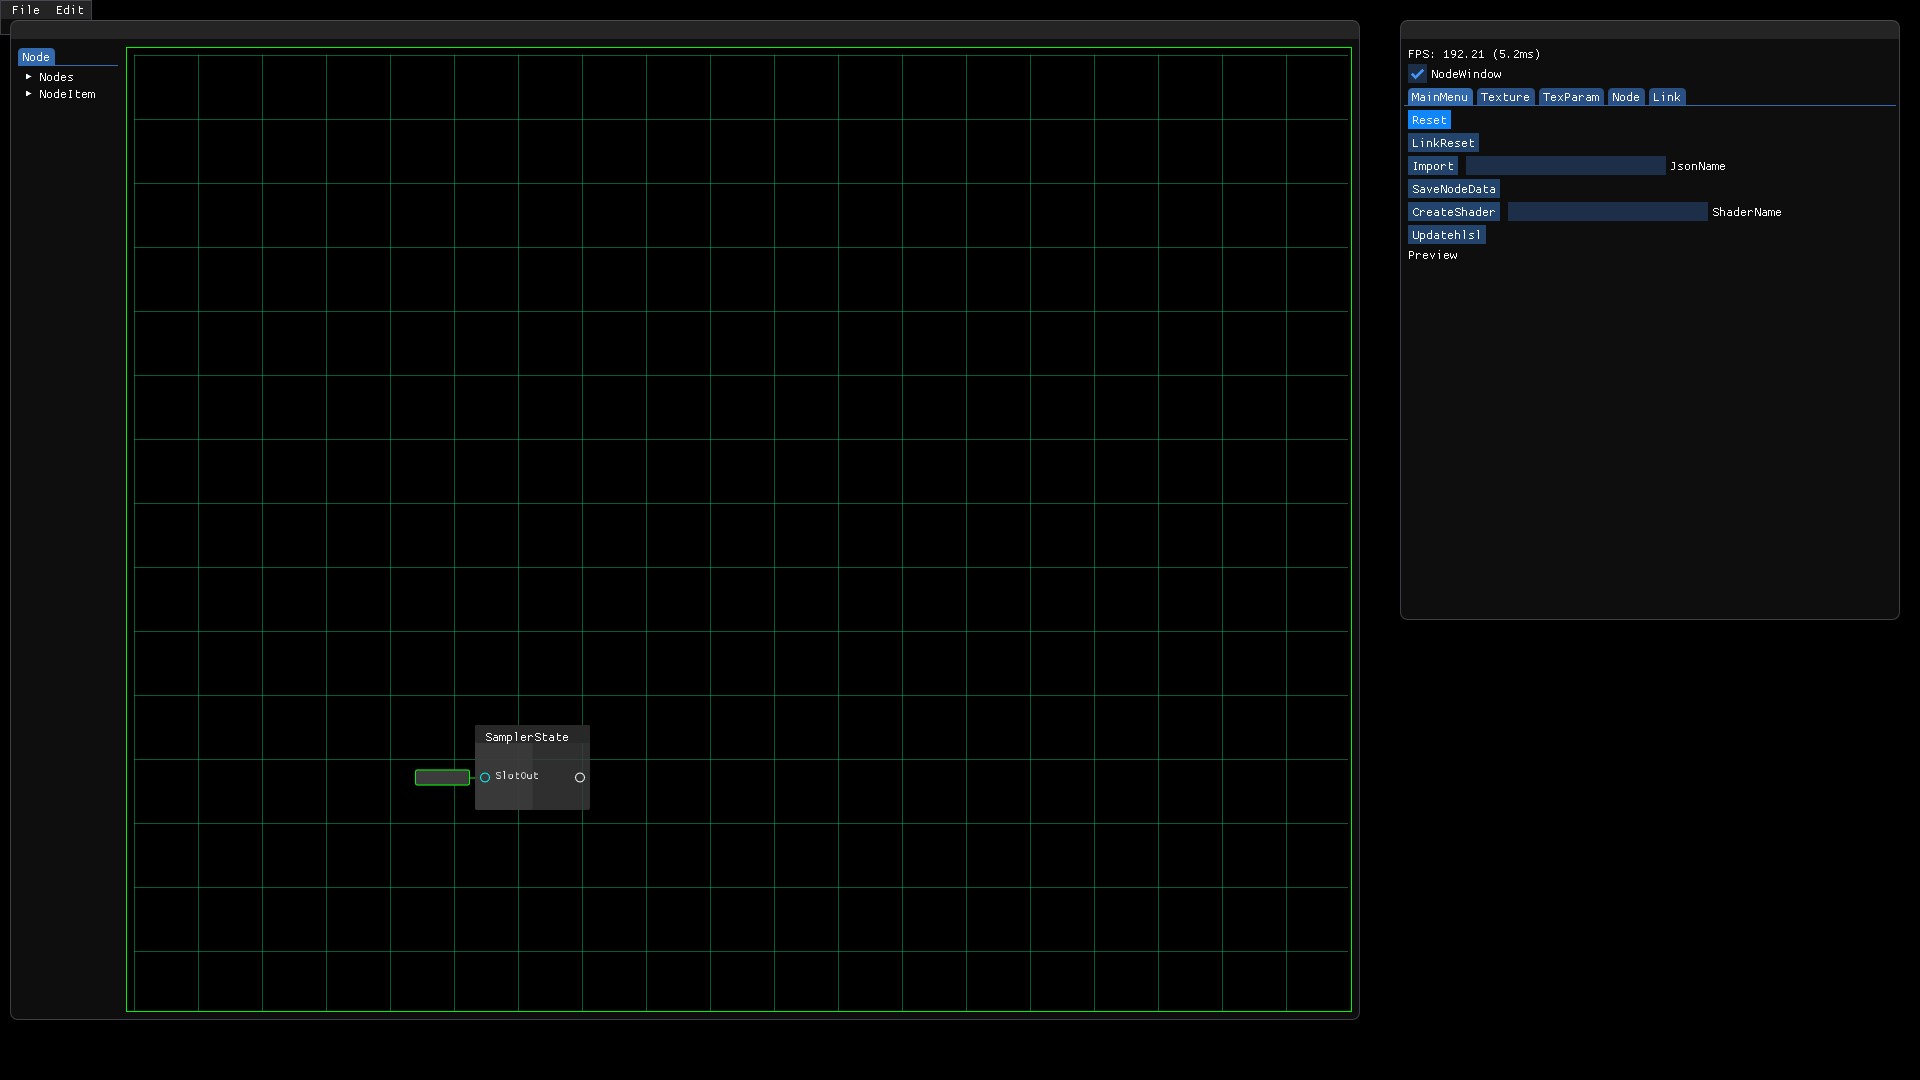 File Edit
Node
Nodes
NodeItem
SamplerState
SlotOut
FPS: 192.21 (5.2ms)
NodeWindow
MainMenu Texture TexParam Node Link
Reset
LinkReset
Import JsonName
SaveNodeData
CreateShader ShaderName
Updatehlsl
Preview